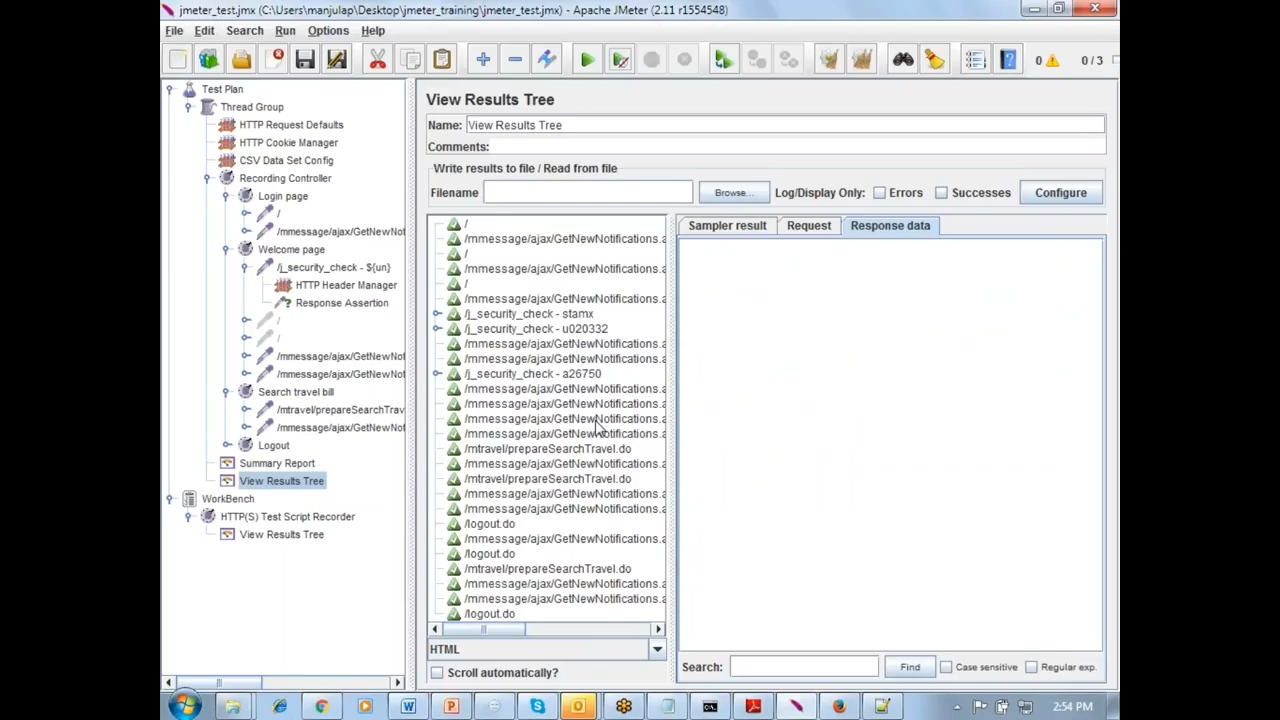 jmeter_test.jmx (C:\Users\manjulap\Desktop\jmeter_training\jmeter_test.jmx) - Apache JMeter (2.11 r1554548)
File Edit Search Run Options Help
0 0 / 3
Test Plan
Thread Group
HTTP Request Defaults
HTTP Cookie Manager
CSV Data Set Config
Recording Controller
Login page
/
/mmessage/ajax/GetNewNot
Welcome page
/j_security_check - ${un}
HTTP Header Manager
Response Assertion
/
/
/mmessage/ajax/GetNewNot
/mmessage/ajax/GetNewNot
Search travel bill
/mtravel/prepareSearchTrav
/mmessage/ajax/GetNewNot
Logout
Summary Report
View Results Tree
WorkBench
HTTP(S) Test Script Recorder
View Results Tree
View Results Tree
Name: View Results Tree
Comments:
Write results to file / Read from file
Filename Browse... Log/Display Only: Errors Successes Configure
/
/mmessage/ajax/GetNewNotifications.a
/
/mmessage/ajax/GetNewNotifications.a
/
/mmessage/ajax/GetNewNotifications.a
/j_security_check - stamx
/j_security_check - u020332
/mmessage/ajax/GetNewNotifications.a
/mmessage/ajax/GetNewNotifications.a
/j_security_check - a26750
/mmessage/ajax/GetNewNotifications.a
/mmessage/ajax/GetNewNotifications.a
/mmessage/ajax/GetNewNotifications.a
/mmessage/ajax/GetNewNotifications.a
/mtravel/prepareSearchTravel.do
/mmessage/ajax/GetNewNotifications.a
/mtravel/prepareSearchTravel.do
/mmessage/ajax/GetNewNotifications.a
/mmessage/ajax/GetNewNotifications.a
/logout.do
/mmessage/ajax/GetNewNotifications.a
/logout.do
/mtravel/prepareSearchTravel.do
/mmessage/ajax/GetNewNotifications.a
/mmessage/ajax/GetNewNotifications.a
/logout.do
HTML
Scroll automatically?
Sampler result Request Response data
Search: Find Case sensitive Regular exp.
2:54 PM